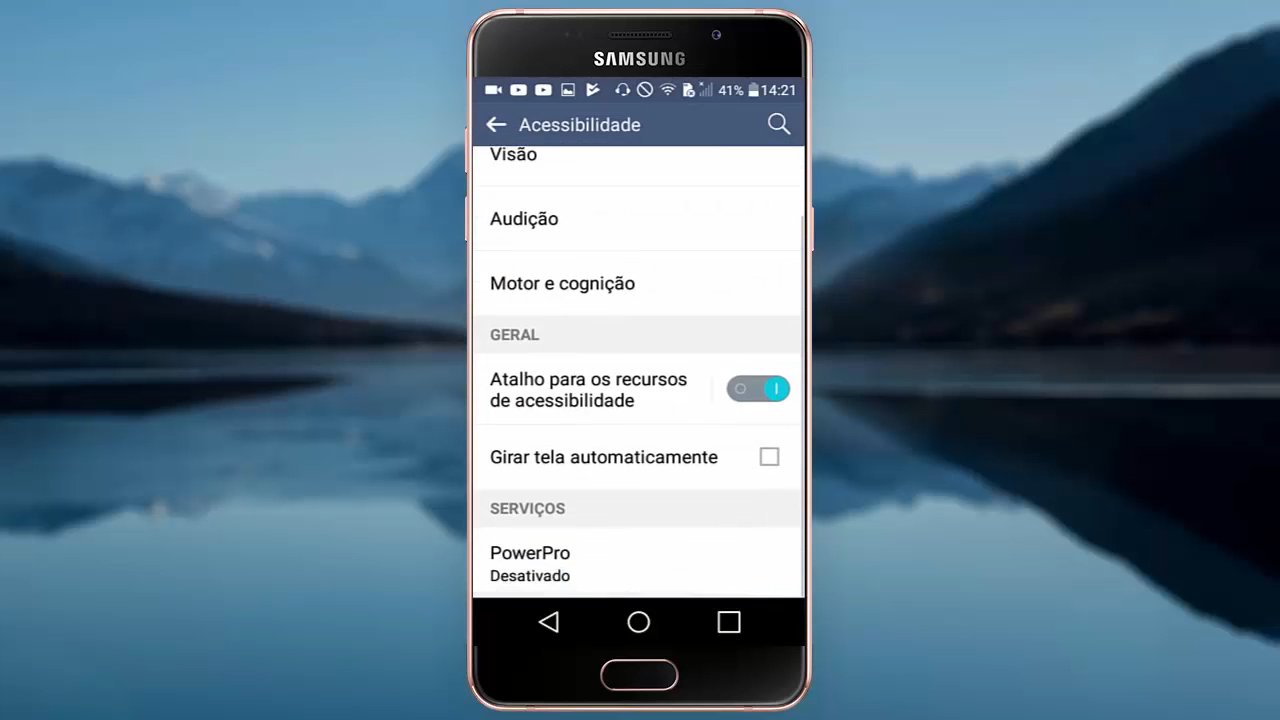 SAMSUNG
41% 14:21
Acessibilidade
Visão
Audição
Motor e cognição
GERAL
Atalho para os recursos
de acessibilidade
Girar tela automaticamente
SERVIÇOS
PowerPro
Desativado